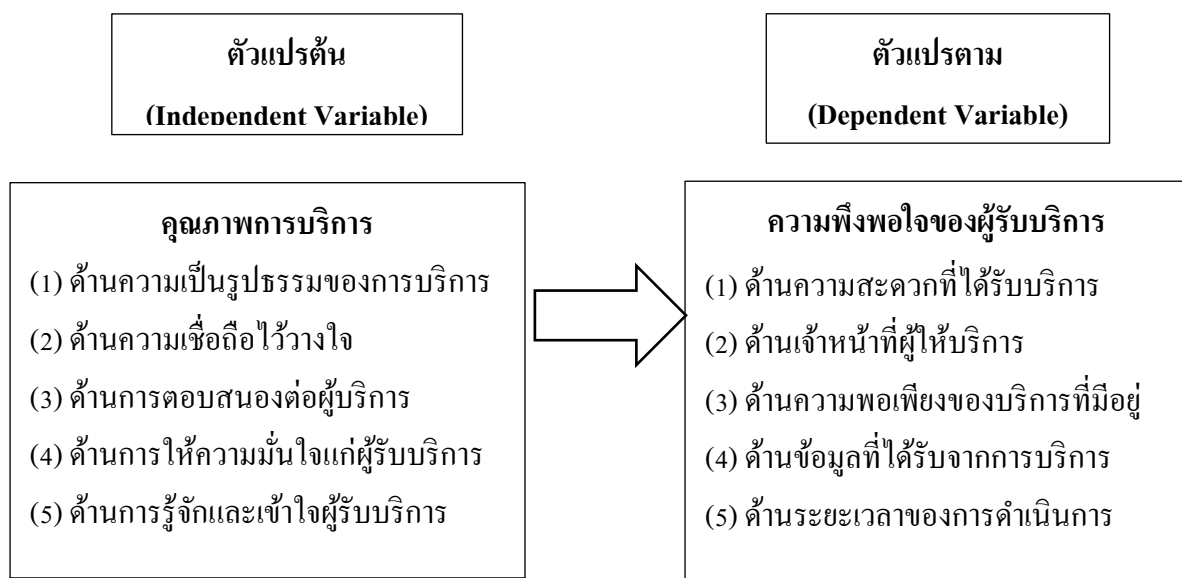 ตัวแปรต้น
(Independent Variable)
ตัวแปรตาม
(Dependent Variable)
คุณภาพการบริการ
(1) ด้านความเป็นรูปธรรมของการบริการ
(2) ด้านความเชื่อถือไว้วางใจ
(3) ด้านการตอบสนองต่อผู้บริการ
(4) ด้านการให้ความมั่นใจแก่ผู้รับบริการ
(5) ด้านการรู้จักและเข้าใจผู้รับบริการ
ความพึงพอใจของผู้รับบริการ
(1) ด้านความสะดวกที่ได้รับบริการ
(2) ด้านเจ้าหน้าที่ผู้ให้บริการ
(3) ด้านความพอเพียงของบริการที่มีอยู่
(4) ด้านข้อมูลที่ได้รับจากการบริการ
(5) ด้านระยะเวลาของการดำเนินการ